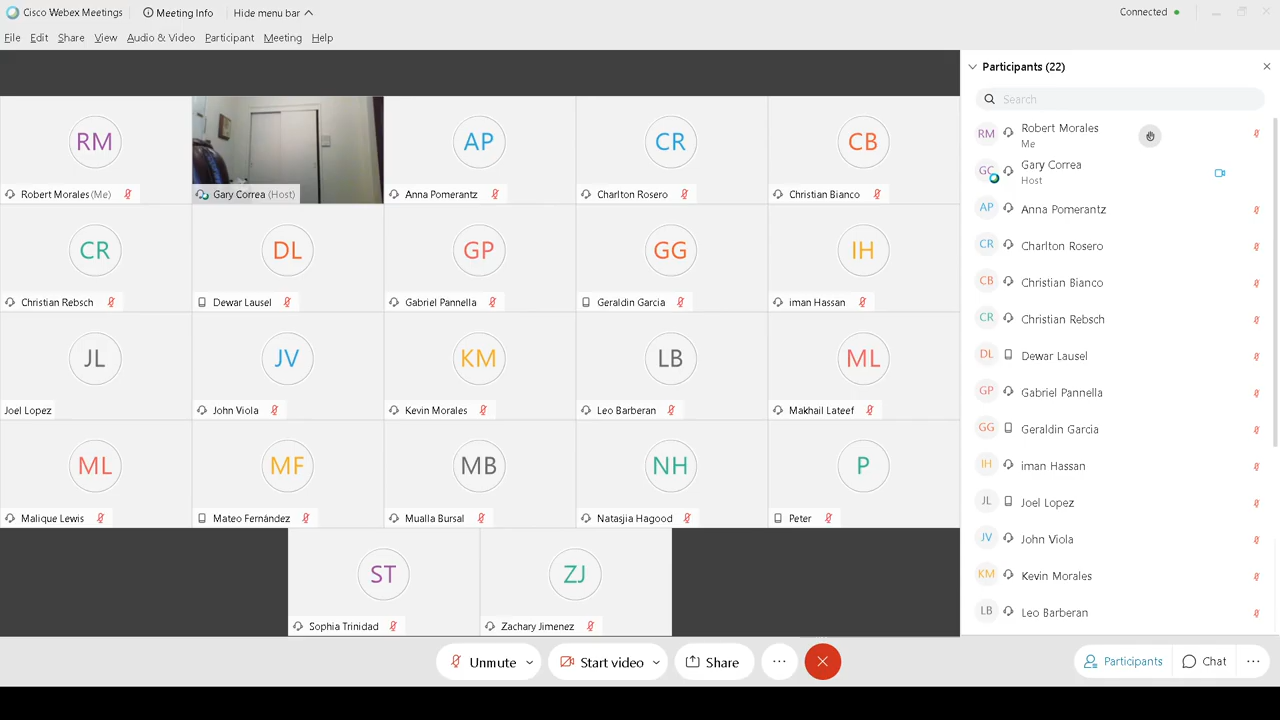 Cisco Webex Meetings Meeting Info Hide menu bar Connected
File Edit Share View Audio & Video Participant Meeting Help
RM AP CR CB
Robert Morales (Me) Gary Correa (Host) Anna Pomerantz Charlton Rosero Christian Bianco
CR DL GP GG IH
Christian Rebsch Dewar Lausel Gabriel Pannella Geraldin Garcia iman Hassan
JL JV KM LB ML
Joel Lopez John Viola Kevin Morales Leo Barberan Makhail Lateef
ML MF MB NH P
Malique Lewis Mateo Fernández Mualla Bursal Natasjia Hagood Peter
ST ZJ
Sophia Trinidad Zachary Jimenez
Participants (22)
Search
RM Robert Morales
Me
GC Gary Correa
Host
AP Anna Pomerantz
CR Charlton Rosero
CB Christian Bianco
CR Christian Rebsch
DL Dewar Lausel
GP Gabriel Pannella
GG Geraldin Garcia
IH iman Hassan
JL Joel Lopez
JV John Viola
KM Kevin Morales
LB Leo Barberan
Unmute Start video Share Participants Chat